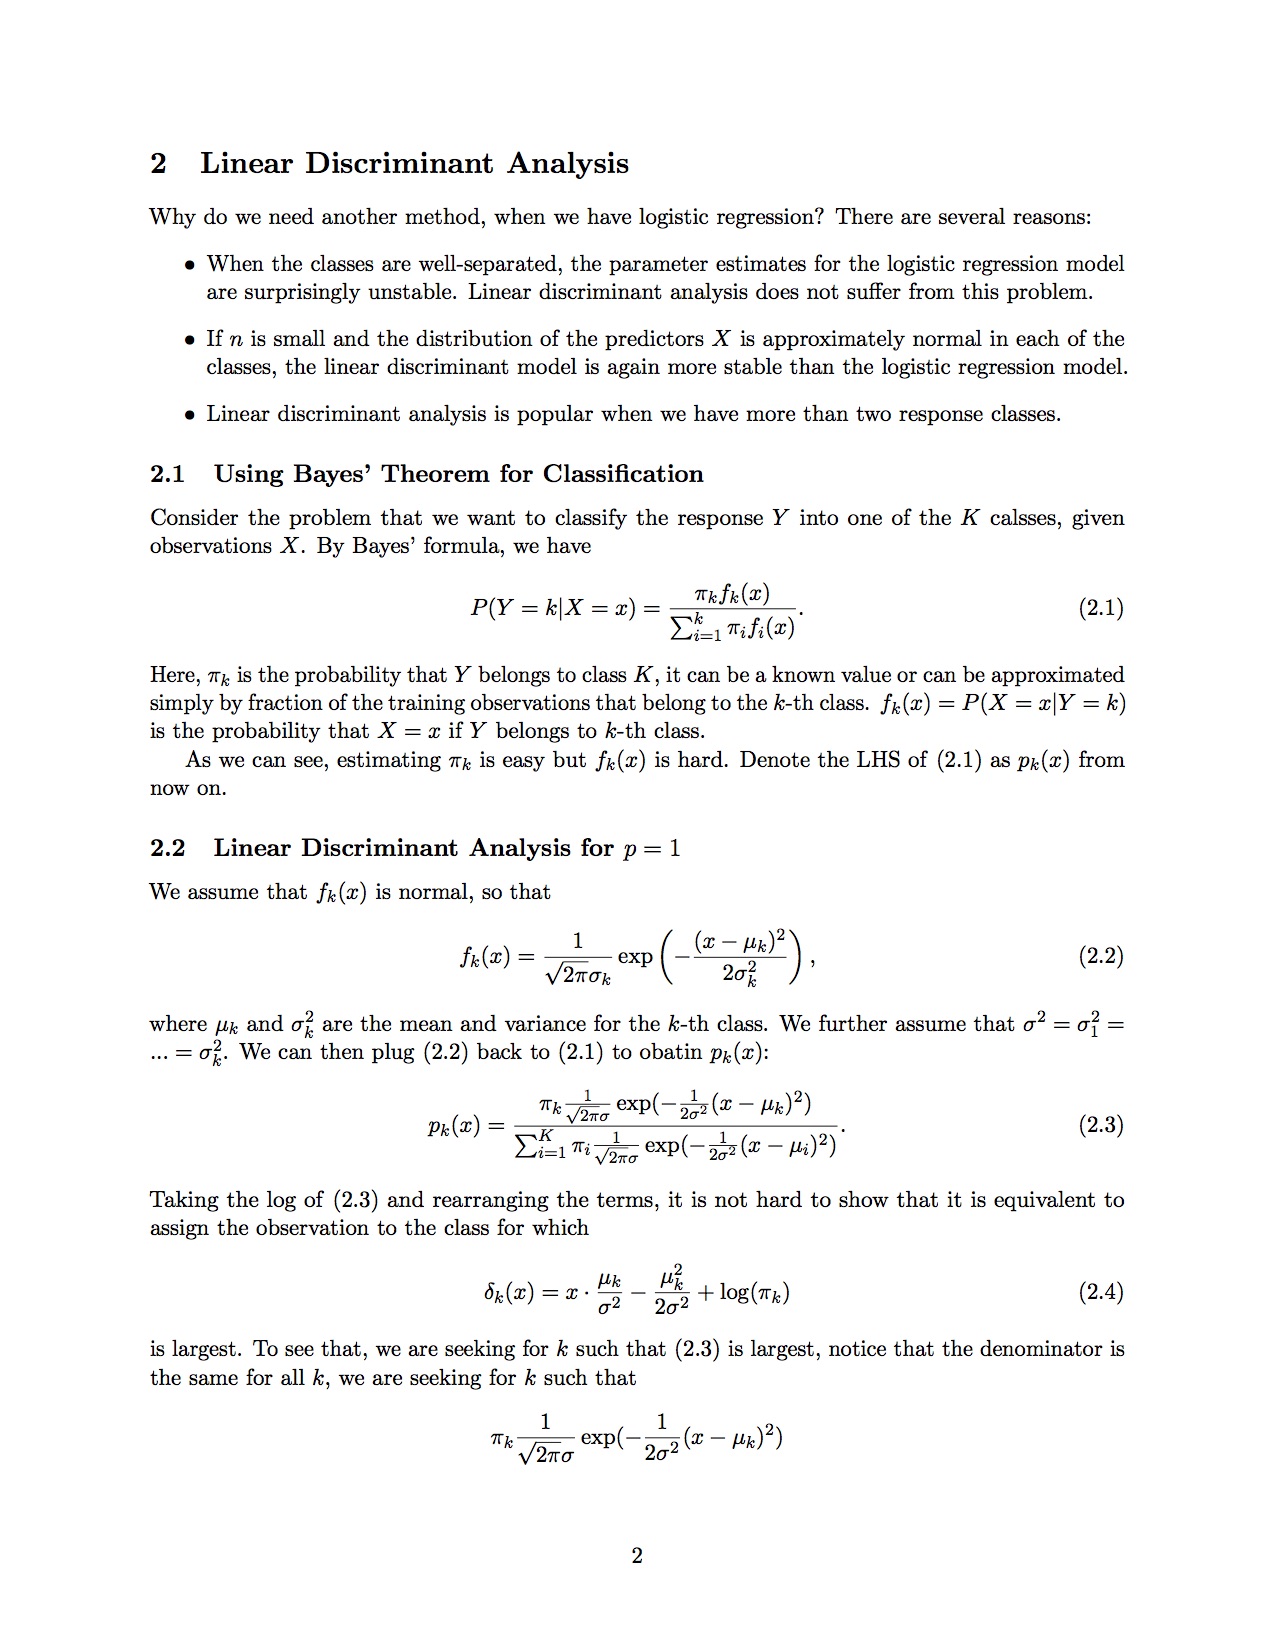 2 Linear Discriminant Analysis
Why do we need another method, when we have logistic regression? There are several reasons:
• When the classes are well-separated, the parameter estimates for the logistic regression model
are surprisingly unstable. Linear discriminant analysis does not suffer from this problem.
• If n is small and the distribution of the predictors X is approximately normal in each of the
classes, the linear discriminant model is again more stable than the logistic regression model.
• Linear discriminant analysis is popular when we have more than two response classes.
2.1 Using Bayes' Theorem for Classification
Consider the problem that we want to classify the response Y into one of the K calsses, given
observations X. By Bayes' formula, we have
$P(Y = k|X = x) = \frac{\pi_k f_k(x)}{\sum_{i=1}^{k} \pi_i f_i(x)}.$ (2.1)
Here, $\pi_k$ is the probability that Y belongs to class K, it can be a known value or can be approximated
simply by fraction of the training observations that belong to the k-th class. $f_k(x) = P(X = x|Y = k)$
is the probability that X = x if Y belongs to k-th class.
As we can see, estimating $\pi_k$ is easy but $f_k(x)$ is hard. Denote the LHS of (2.1) as $p_k(x)$ from
now on.
2.2 Linear Discriminant Analysis for p = 1
We assume that $f_k(x)$ is normal, so that
$f_k(x) = \frac{1}{\sqrt{2\pi}\sigma_k} \exp\left(-\frac{(x - \mu_k)^2}{2\sigma_k^2}\right),$ (2.2)
where $\mu_k$ and $\sigma_k^2$ are the mean and variance for the k-th class. We further assume that $\sigma^2 = \sigma_1^2 =$
$... = \sigma_k^2$. We can then plug (2.2) back to (2.1) to obatin $p_k(x)$:
$p_k(x) = \frac{\pi_k \frac{1}{\sqrt{2\pi}\sigma} \exp(-\frac{1}{2\sigma^2}(x - \mu_k)^2)}{\sum_{i=1}^{K} \pi_i \frac{1}{\sqrt{2\pi}\sigma} \exp(-\frac{1}{2\sigma^2}(x - \mu_i)^2)}.$ (2.3)
Taking the log of (2.3) and rearranging the terms, it is not hard to show that it is equivalent to
assign the observation to the class for which
$\delta_k(x) = x \cdot \frac{\mu_k}{\sigma^2} - \frac{\mu_k^2}{2\sigma^2} + \log(\pi_k)$ (2.4)
is largest. To see that, we are seeking for k such that (2.3) is largest, notice that the denominator is
the same for all k, we are seeking for k such that
$\pi_k \frac{1}{\sqrt{2\pi}\sigma} \exp(-\frac{1}{2\sigma^2}(x - \mu_k)^2)$
2